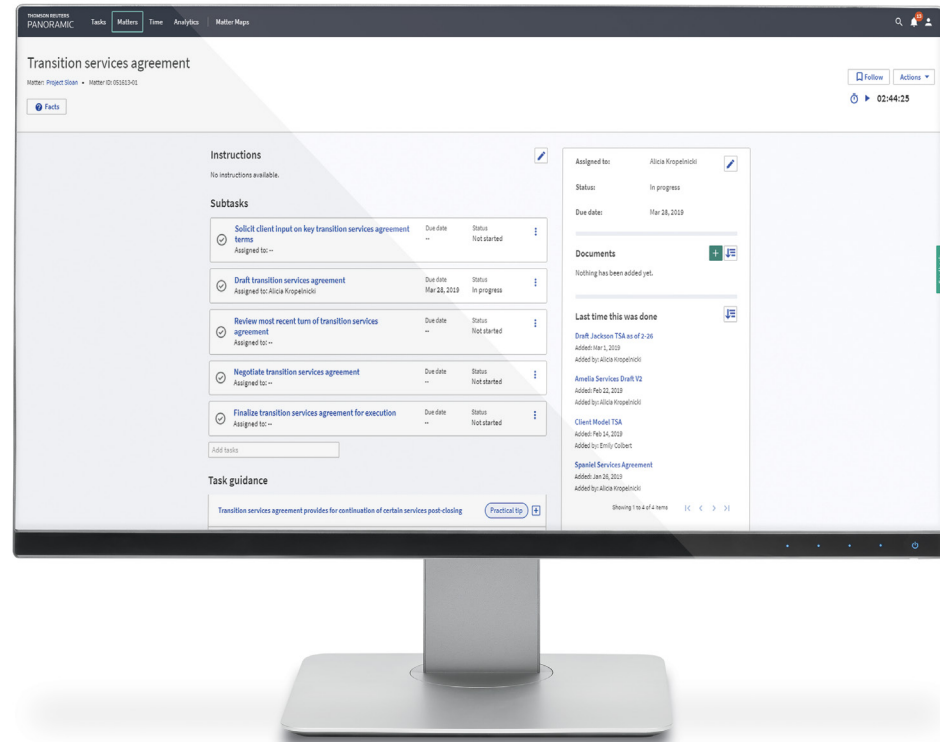 THOMSON REUTERS
PANORAMIC Tasks Matters Time Analytics Matter Maps
Transition services agreement
Matter: Project Sloan • Matter ID: 051613-01
Facts
Follow
Actions
02:44:25
Instructions
No instructions available.
Subtasks
Solicit client input on key transition services agreement
terms
Assigned to: --
Due date
--
Status
Not started
Draft transition services agreement
Assigned to: Alicia Kropelnicki
Due date
Mar 28, 2019
Status
In progress
Review most recent turn of transition services
agreement
Assigned to: --
Due date
--
Status
Not started
Negotiate transition services agreement
Assigned to: --
Due date
--
Status
Not started
Finalize transition services agreement for execution
Assigned to: --
Due date
--
Status
Not started
Add tasks
Task guidance
Transition services agreement provides for continuation of certain services post-closing
Practical tip
Assigned to: Alicia Kropelnicki
Status: In progress
Due date: Mar 28, 2019
Documents
Nothing has been added yet.
Last time this was done
Draft Jackson TSA as of 2-26
Added: Mar 1, 2019
Added by: Alicia Kropelnicki
Amelia Services Draft V2
Added: Feb 22, 2019
Added by: Alicia Kropelnicki
Client Model TSA
Added: Feb 14, 2019
Added by: Emily Colbert
Spaniel Services Agreement
Added: Jan 26, 2019
Added by: Alicia Kropelnicki
Showing 1 to 4 of 4 items